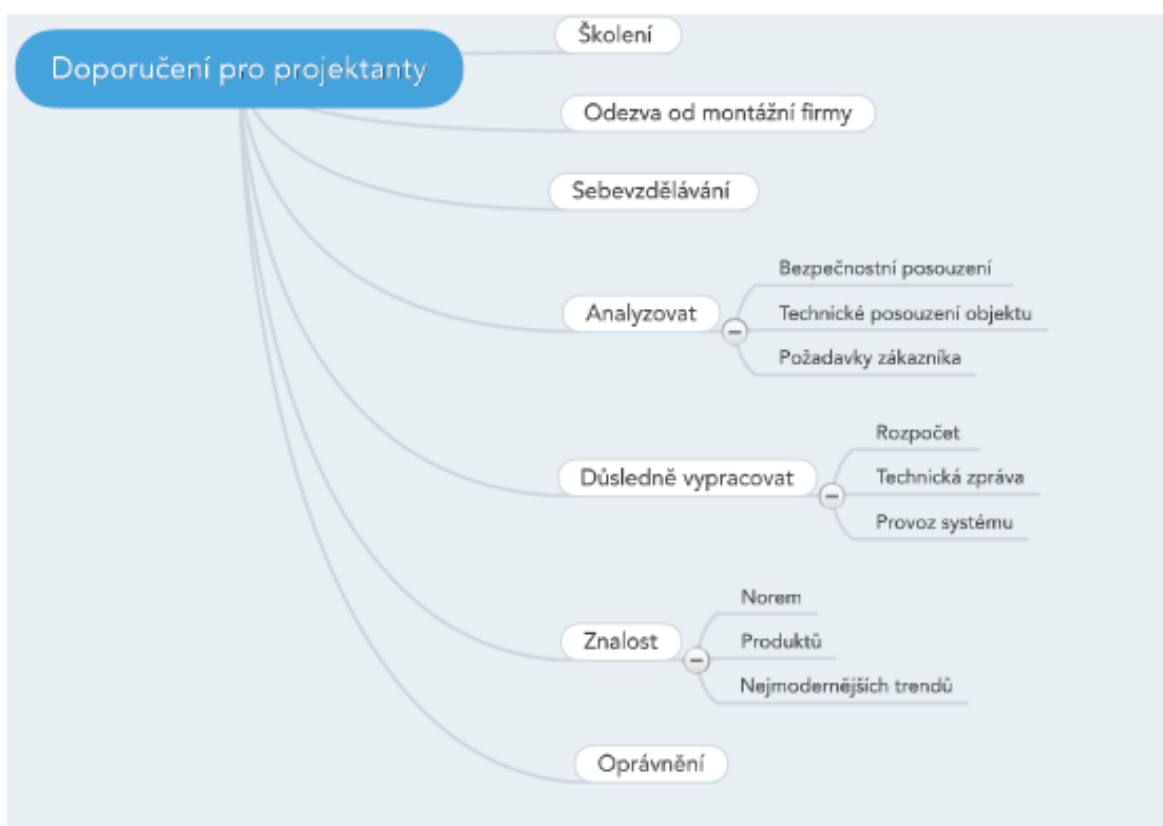 Doporučení pro projektanty
Školení
Odezva od montážní firmy
Sebevzdělávání
Analyzovat
Bezpečnostní posouzení
Technické posouzení objektu
Požadavky zákazníka
Důsledně vypracovat
Rozpočet
Technická zpráva
Provoz systému
Znalost
Norem
Produktů
Nejmodernějších trendů
Oprávnění